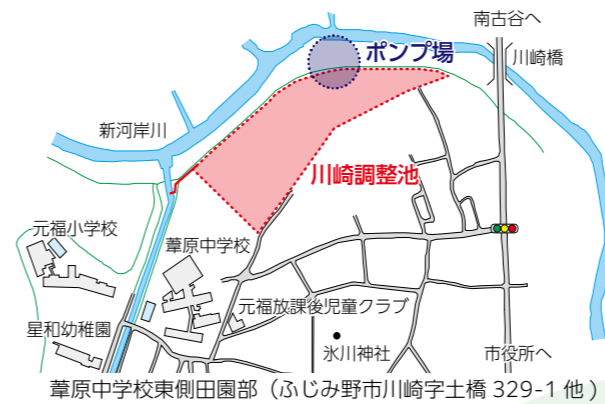 南古谷へ
ポンプ場
川崎橋
新河岸川
川崎調整池
元福小学校
葦原中学校
元福放課後児童クラブ
星和幼稚園
氷川神社
市役所へ
葦原中学校東側田園部（ふじみ野市川崎字土橋 329-1 他）